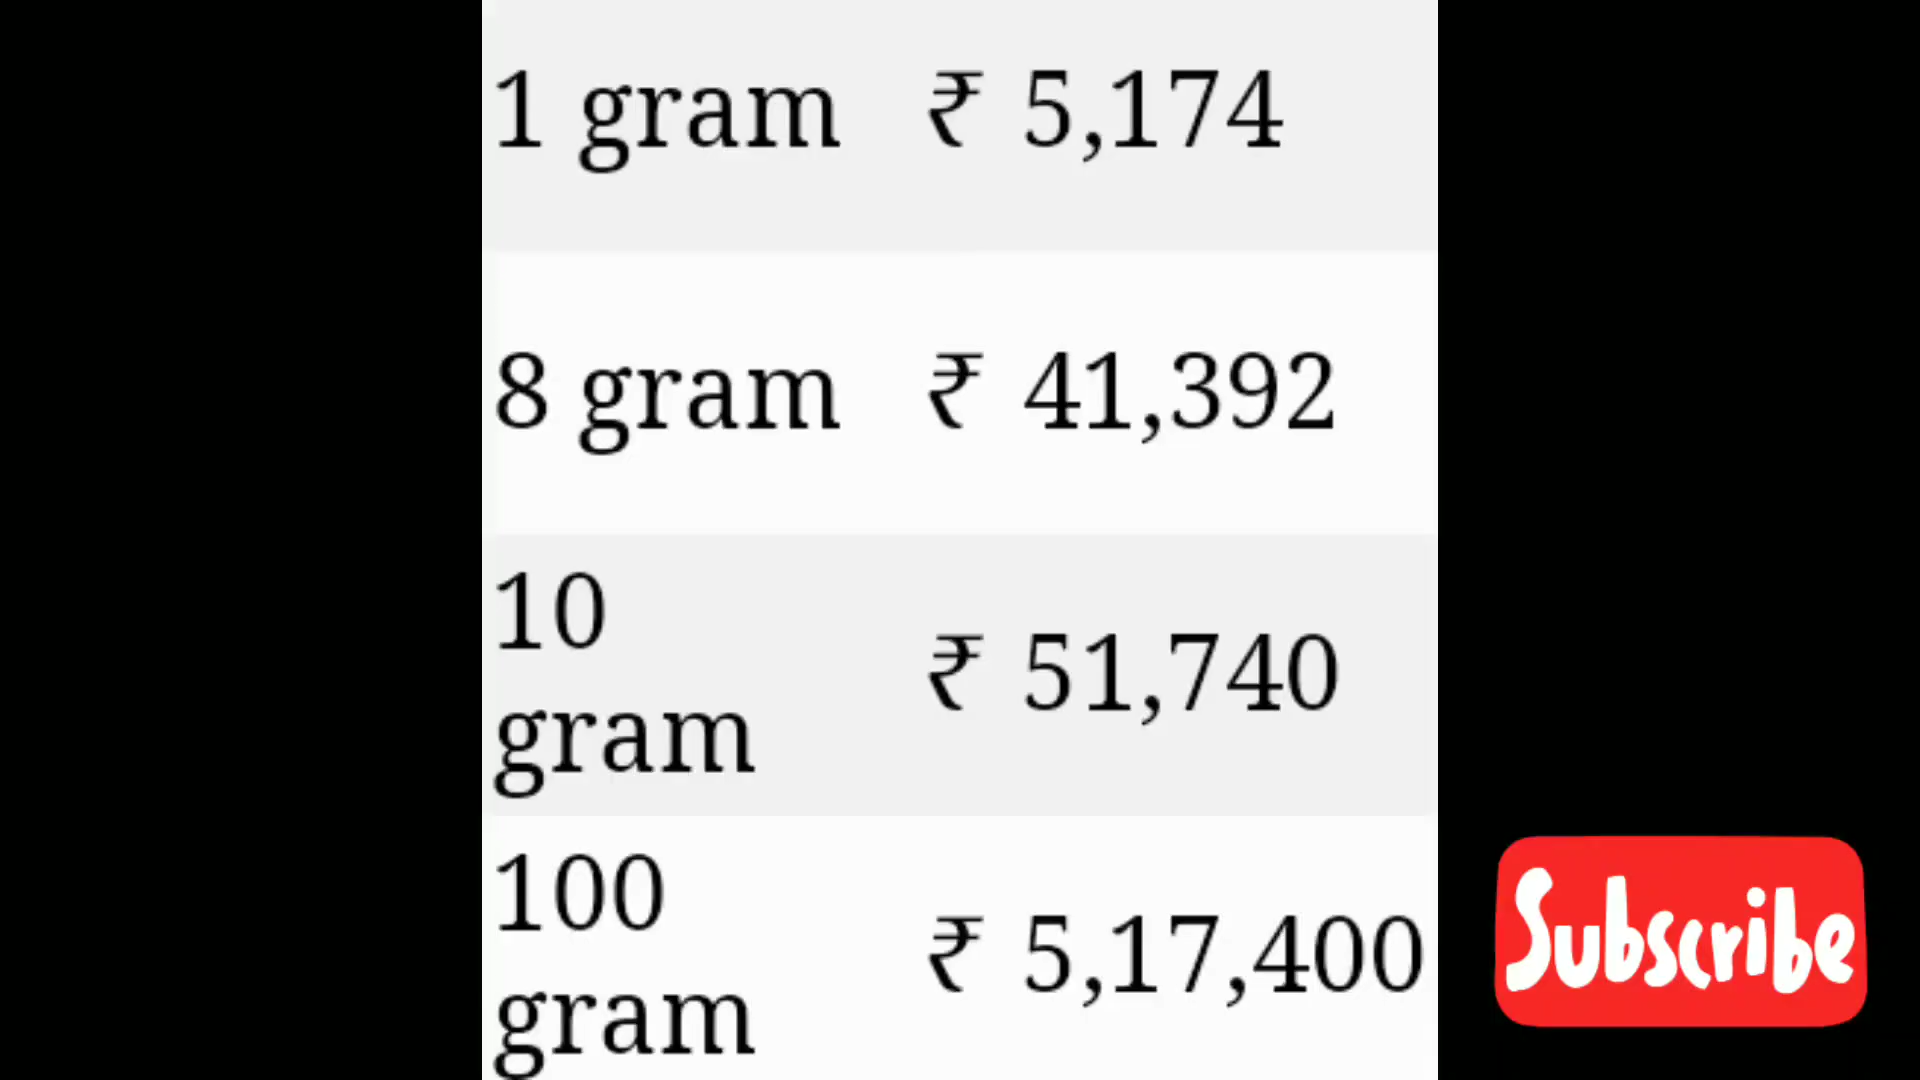 1 gram ₹ 5,174
8 gram ₹ 41,392
10
gram ₹ 51,740
100
gram ₹ 5,17,400
Subscribe